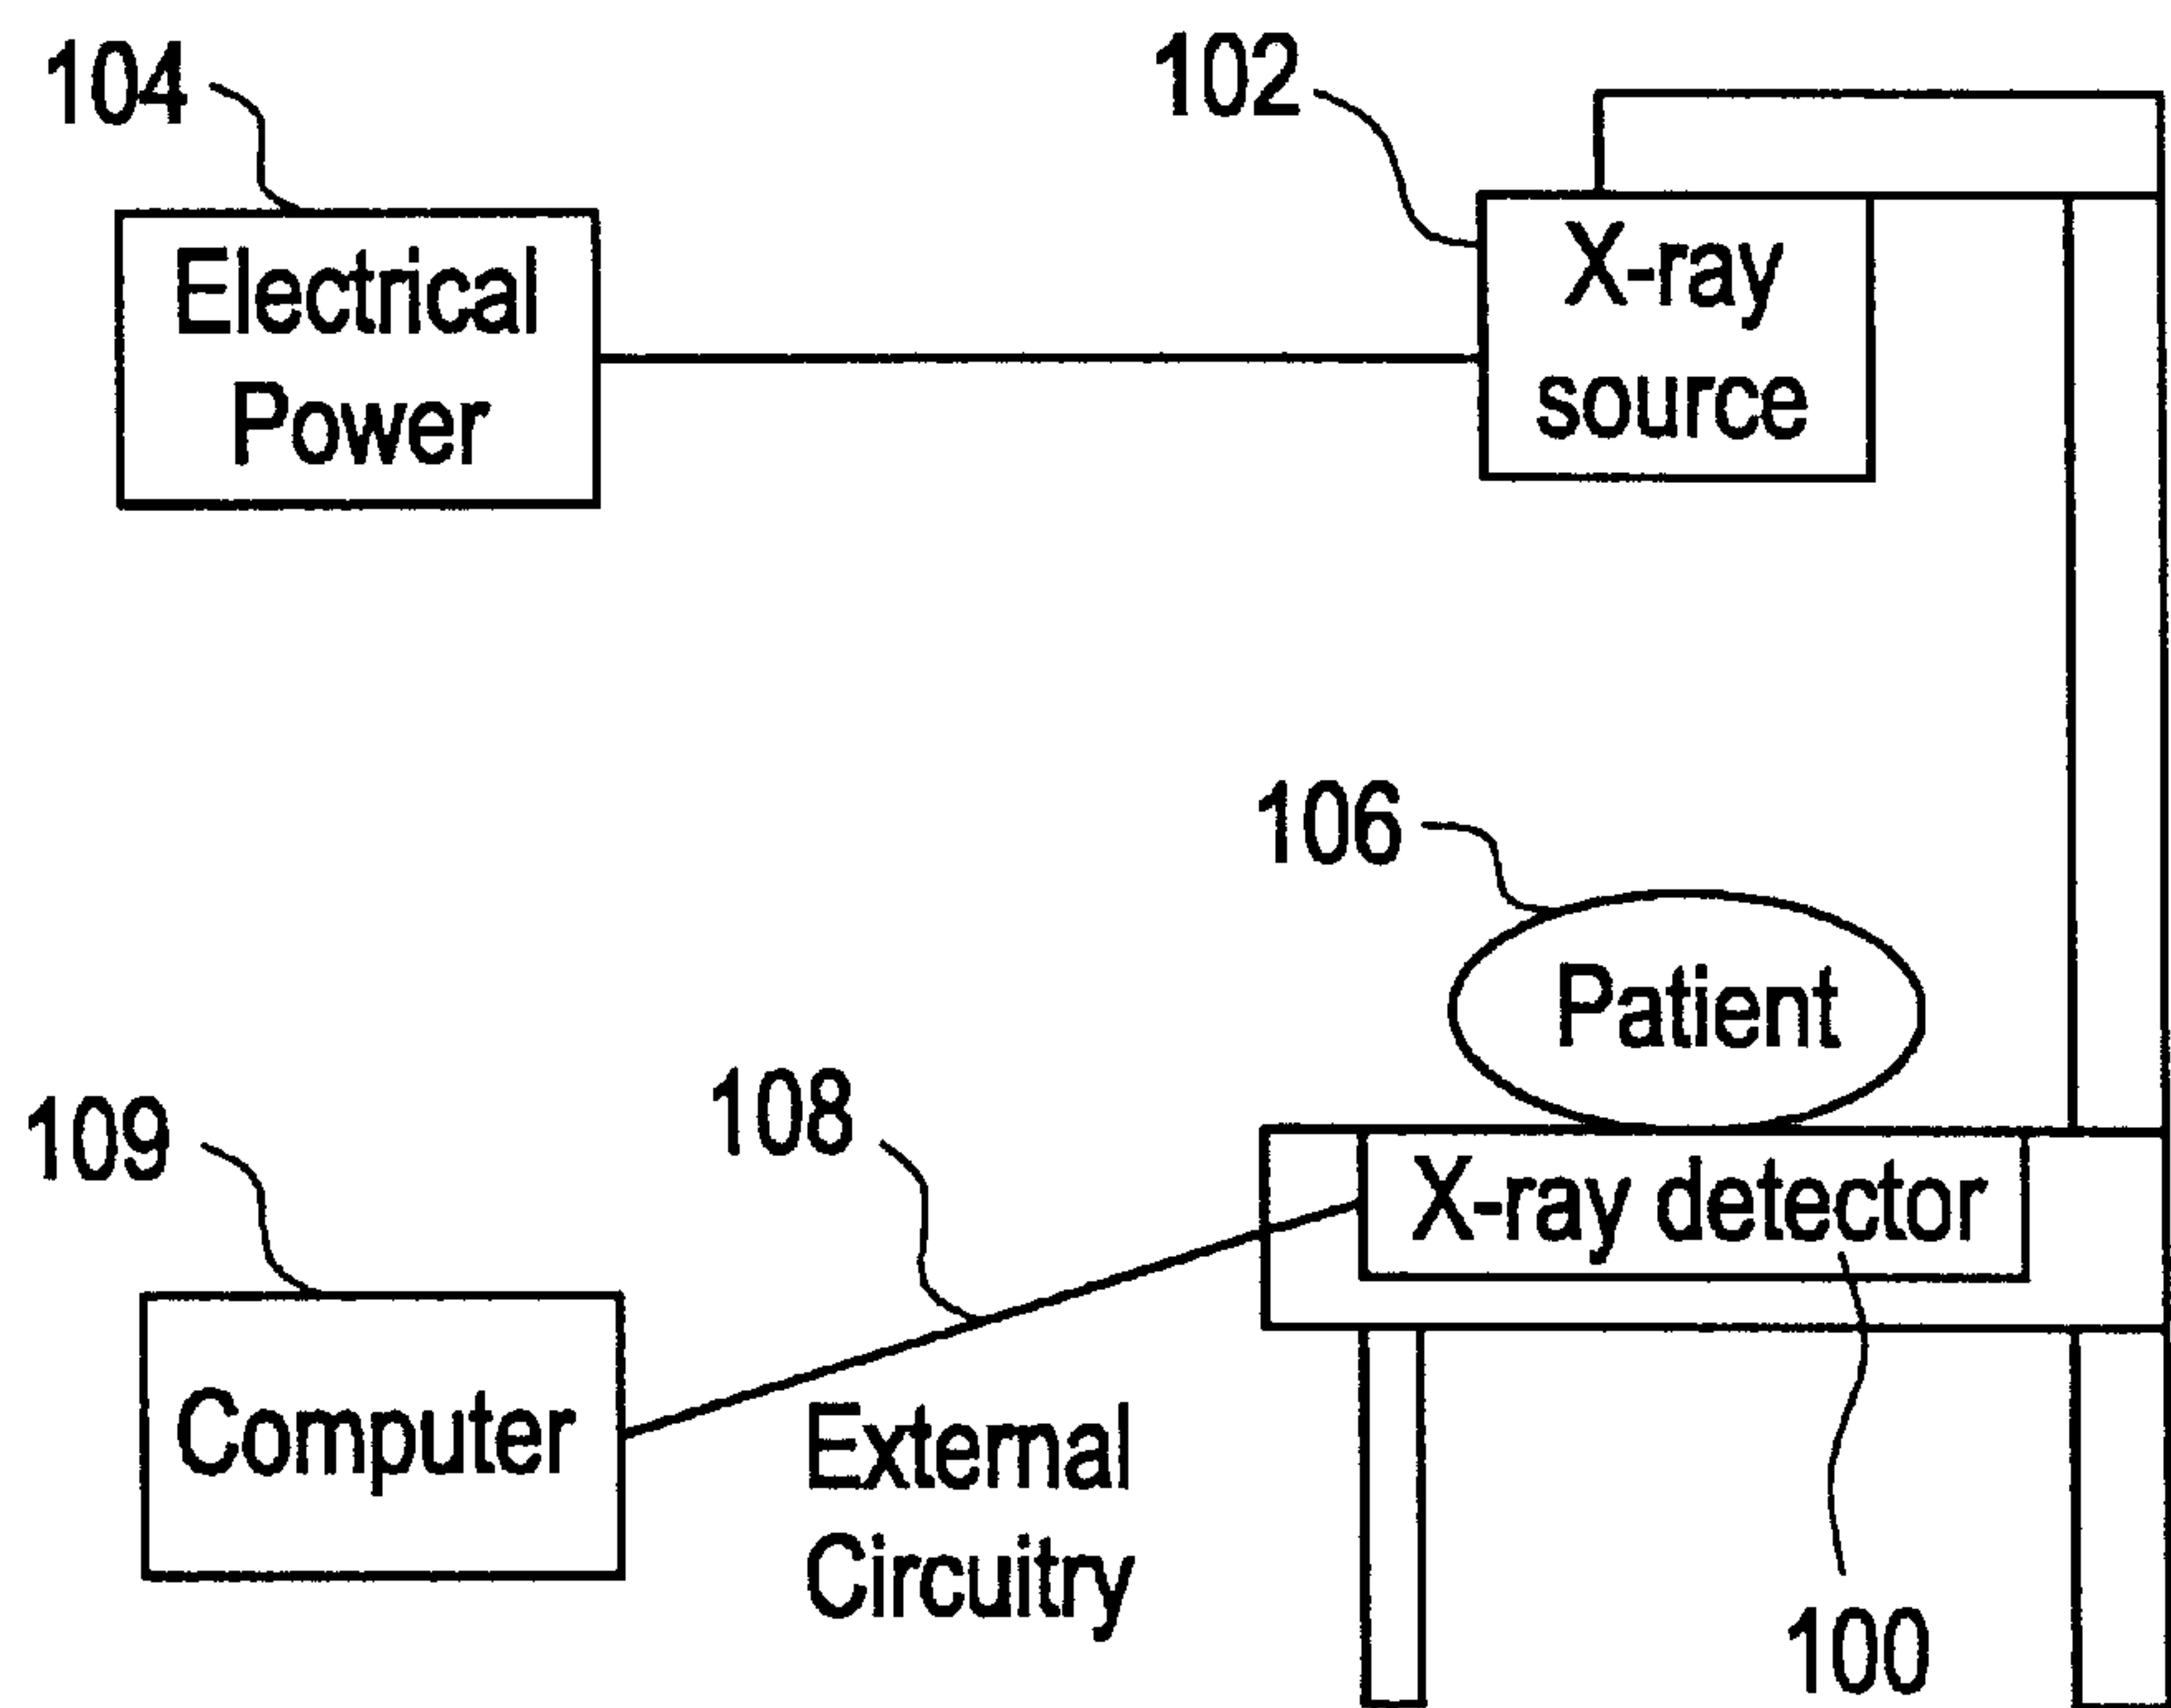 104
102
Electrical
Power
X-ray
source
106
Patient
108
109
X-ray detector
Computer
External
Circuitry
100